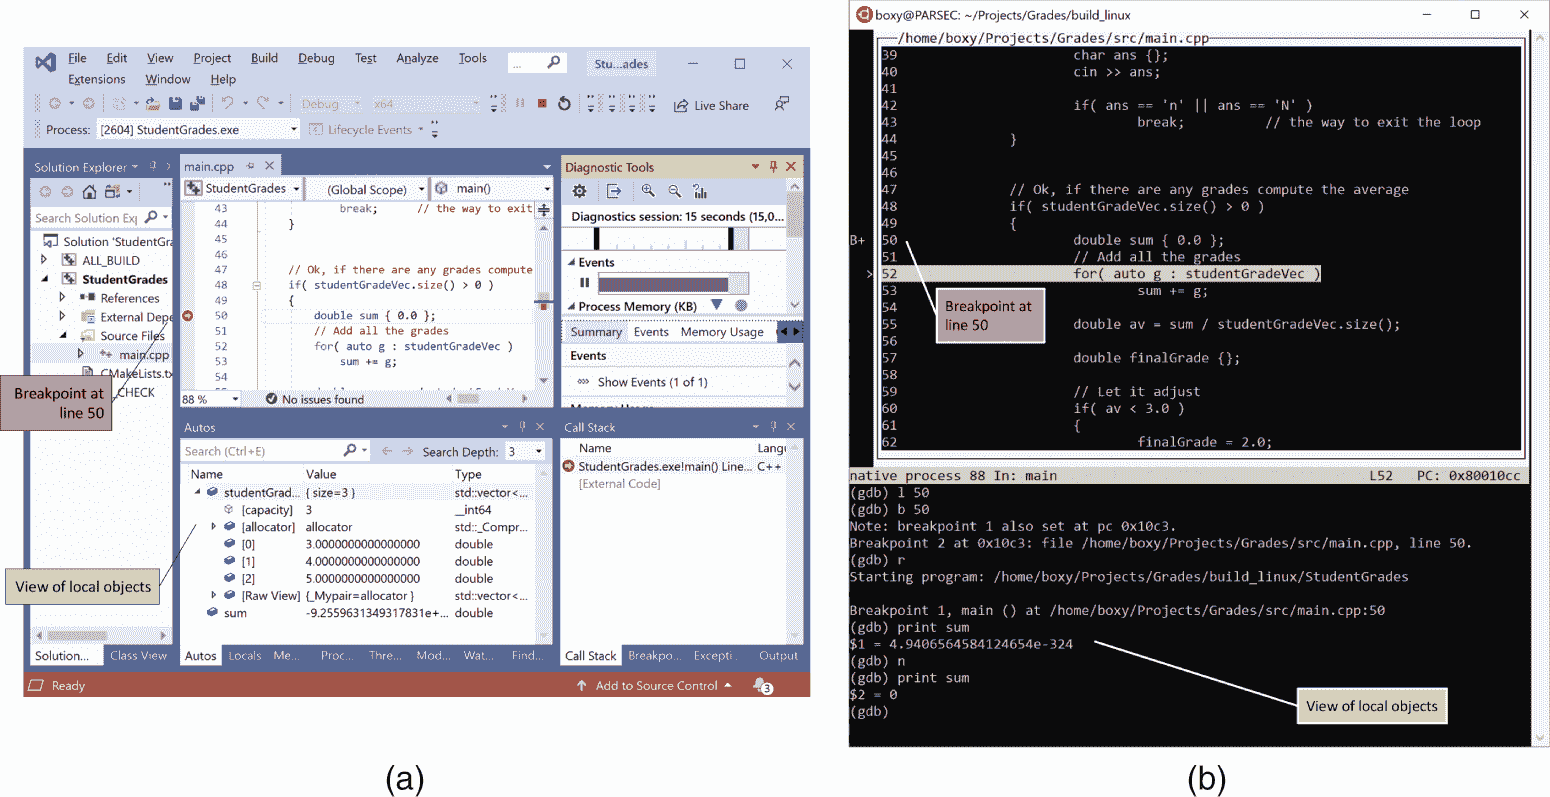 File Edit View Project Build Debug Test Analyze Tools ... Stu...ades
Extensions Window Help
Debug x64 Live Share
Process: [2604] StudentGrades.exe Lifecycle Events
Solution Explorer
Search Solution Exp
Solution 'StudentGra
ALL_BUILD
StudentGrades
References
External Depe
Source Files
main.cpp
CMakeLists.tx
_CHECK
Breakpoint at
line 50
View of local objects
Solution... Class View
main.cpp
StudentGrades (Global Scope) main()
43 break; // the way to exit
44 }
45
46
47 // Ok, if there are any grades compute
48 if( studentGradeVec.size() > 0 )
49 {
50 double sum { 0.0 };
51 // Add all the grades
52 for( auto g : studentGradeVec )
53 sum += g;
54
88 % No issues found
Diagnostic Tools
Diagnostics session: 15 seconds (15,0...
Events
Process Memory (KB)
Summary Events Memory Usage
Events
Show Events (1 of 1)
Memory Usage
Autos
Search (Ctrl+E) Search Depth: 3
Name Value Type
studentGrad... { size=3 } std::vector<...
[capacity] 3 __int64
[allocator] allocator std::_Compr...
[0] 3.0000000000000000 double
[1] 4.0000000000000000 double
[2] 5.0000000000000000 double
[Raw View] {_Mypair=allocator } std::vector<...
sum -9.2559631349317831e+... double
Autos Locals Me... Proc... Thre... Mod... Wat... Find...
Call Stack
Name Langu
StudentGrades.exe!main() Line... C++
[External Code]
Call Stack Breakpo... Excepti... Output
Ready Add to Source Control 3
(a)
boxy@PARSEC: ~/Projects/Grades/build_linux
/home/boxy/Projects/Grades/src/main.cpp
39 char ans {};
40 cin >> ans;
41
42 if( ans == 'n' || ans == 'N' )
43 break; // the way to exit the loop
44 }
45
46
47 // Ok, if there are any grades compute the average
48 if( studentGradeVec.size() > 0 )
49 {
B+ 50 double sum { 0.0 };
51 // Add all the grades
> 52 for( auto g : studentGradeVec )
53 sum += g;
54
55 double av = sum / studentGradeVec.size();
56
57 double finalGrade {};
58
59 // Let it adjust
60 if( av < 3.0 )
61 {
62 finalGrade = 2.0;
Breakpoint at
line 50
native process 88 In: main L52 PC: 0x80010cc
(gdb) l 50
(gdb) b 50
Note: breakpoint 1 also set at pc 0x10c3.
Breakpoint 2 at 0x10c3: file /home/boxy/Projects/Grades/src/main.cpp, line 50.
(gdb) r
Starting program: /home/boxy/Projects/Grades/build_linux/StudentGrades
Breakpoint 1, main () at /home/boxy/Projects/Grades/src/main.cpp:50
(gdb) print sum
$1 = 4.9406564584124654e-324
(gdb) n
(gdb) print sum
$2 = 0
(gdb)
View of local objects
(b)